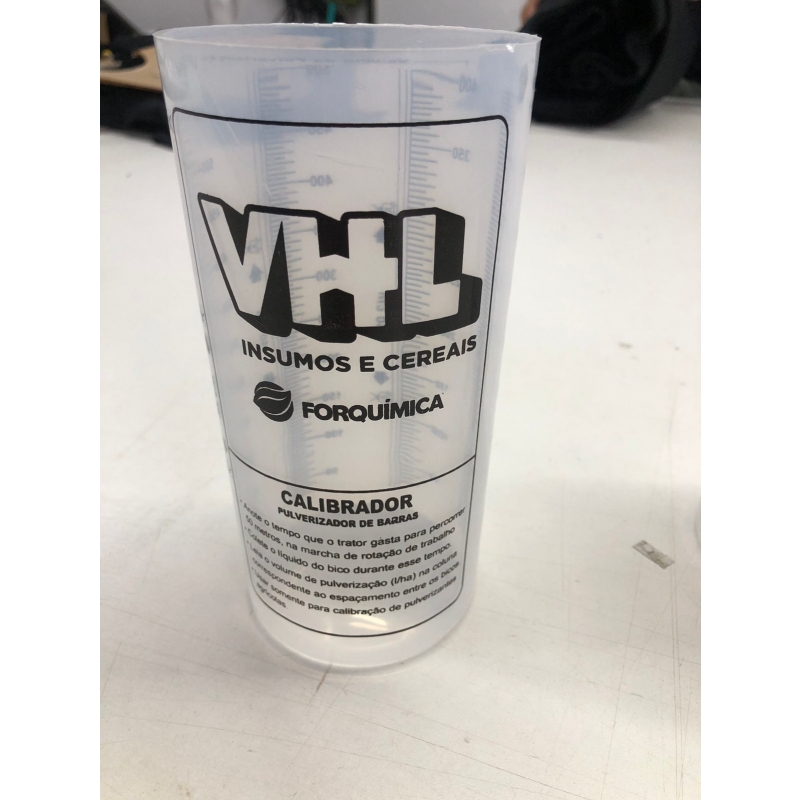 VHL
INSUMOS E CEREAIS
FORQUÍMICA
CALIBRADOR
PULVERIZADOR DE BARRAS
• Anote o tempo que o trator gasta para percorrer
50 metros, na marcha de rotação de trabalho
• Colete o líquido do bico durante esse tempo.
• Leia o volume de pulverização (l/ha) na coluna
correspondente ao espaçamento entre os bicos
• Usar somente para calibração de pulverizantes
agrícolas
400
350
400
300